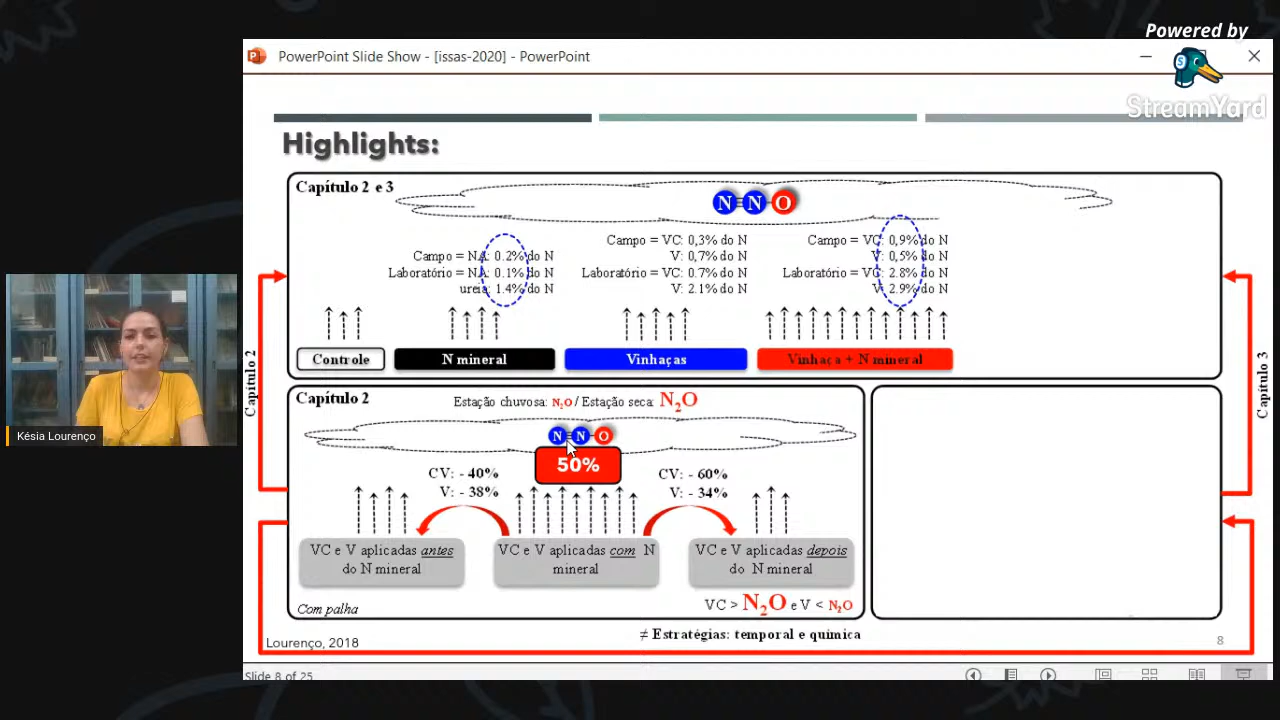 Powered by
StreamYard
PowerPoint Slide Show - [issas-2020] - PowerPoint
Highlights:
Capítulo 2 e 3
N N O
Campo = NA: 0.2% do N
Laboratório = NA: 0.1% do N
ureia: 1.4% do N
Campo = VC: 0,3% do N
V: 0,7% do N
Laboratório = VC: 0.7% do N
V: 2.1% do N
Campo = VC: 0,9% do N
V: 0,5% do N
Laboratório = VC: 2.8% do N
V: 2.9% do N
Controle
N mineral
Vinhaças
Vinhaça + N mineral
Capítulo 2
Capítulo 3
Capítulo 2
Estação chuvosa: N₂O / Estação seca: N₂O
N N O
50%
CV: - 40%
V: - 38%
CV: - 60%
V: - 34%
VC e V aplicadas antes
do N mineral
VC e V aplicadas com N
mineral
VC e V aplicadas depois
do N mineral
Com palha
VC > N₂O e V < N₂O
≠ Estratégias: temporal e química
Lourenço, 2018
8
Slide 8 of 25
Késia Lourenço